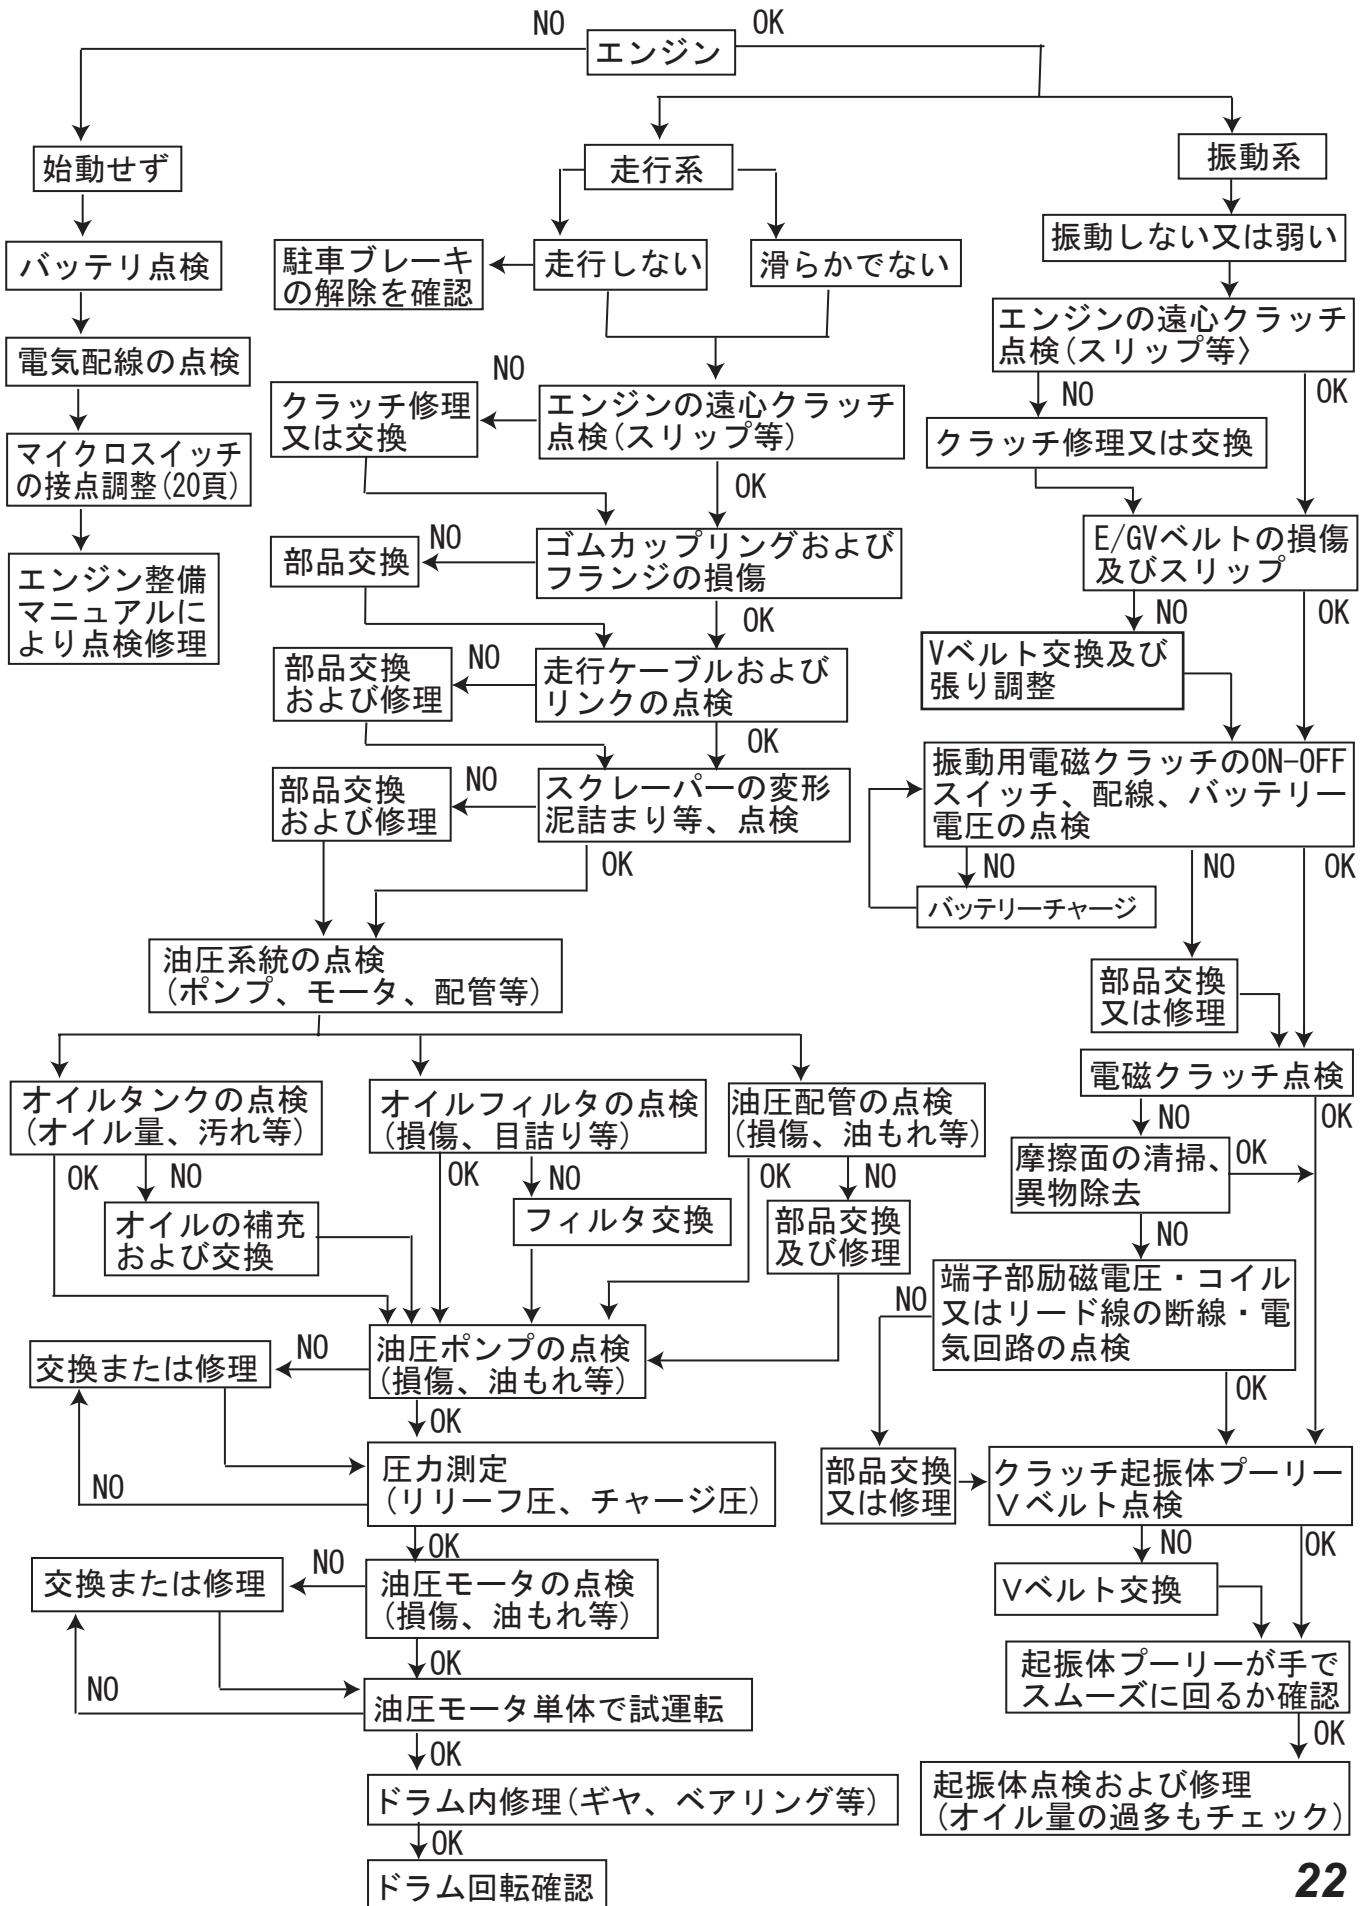 NO
OK
エンジン
始動せず
バッテリ点検
電気配線の点検
マイクロスイッチ
の接点調整(20頁)
エンジン整備
マニュアルに
より点検修理
走行系
駐車ブレーキ
の解除を確認
走行しない
滑らかでない
NO
クラッチ修理
又は交換
エンジンの遠心クラッチ
点検(スリップ等)
OK
NO
部品交換
ゴムカップリングおよび
フランジの損傷
OK
NO
部品交換
および修理
走行ケーブルおよび
リンクの点検
OK
NO
部品交換
および修理
スクレーパーの変形
泥詰まり等、点検
OK
油圧系統の点検
(ポンプ、モータ、配管等)
オイルタンクの点検
(オイル量、汚れ等)
OK
NO
オイルの補充
および交換
オイルフィルタの点検
(損傷、目詰り等)
OK
NO
フィルタ交換
油圧配管の点検
(損傷、油もれ等)
OK
NO
部品交換
及び修理
NO
交換または修理
油圧ポンプの点検
(損傷、油もれ等)
OK
NO
圧力測定
(リリーフ圧、チャージ圧)
OK
NO
交換または修理
油圧モータの点検
(損傷、油もれ等)
OK
NO
油圧モータ単体で試運転
OK
ドラム内修理(ギヤ、ベアリング等)
OK
ドラム回転確認
振動系
振動しない又は弱い
エンジンの遠心クラッチ
点検(スリップ等〉
NO
OK
クラッチ修理又は交換
E/GVベルトの損傷
及びスリップ
NO
OK
Vベルト交換及び
張り調整
振動用電磁クラッチのON-OFF
スイッチ、配線、バッテリー
電圧の点検
NO
NO
OK
バッテリーチャージ
部品交換
又は修理
電磁クラッチ点検
NO
OK
摩擦面の清掃、
異物除去
OK
NO
端子部励磁電圧・コイル
又はリード線の断線・電
気回路の点検
NO
OK
部品交換
又は修理
クラッチ起振体プーリー
Vベルト点検
NO
OK
Vベルト交換
起振体プーリーが手で
スムーズに回るか確認
OK
起振体点検および修理
(オイル量の過多もチェック)
22